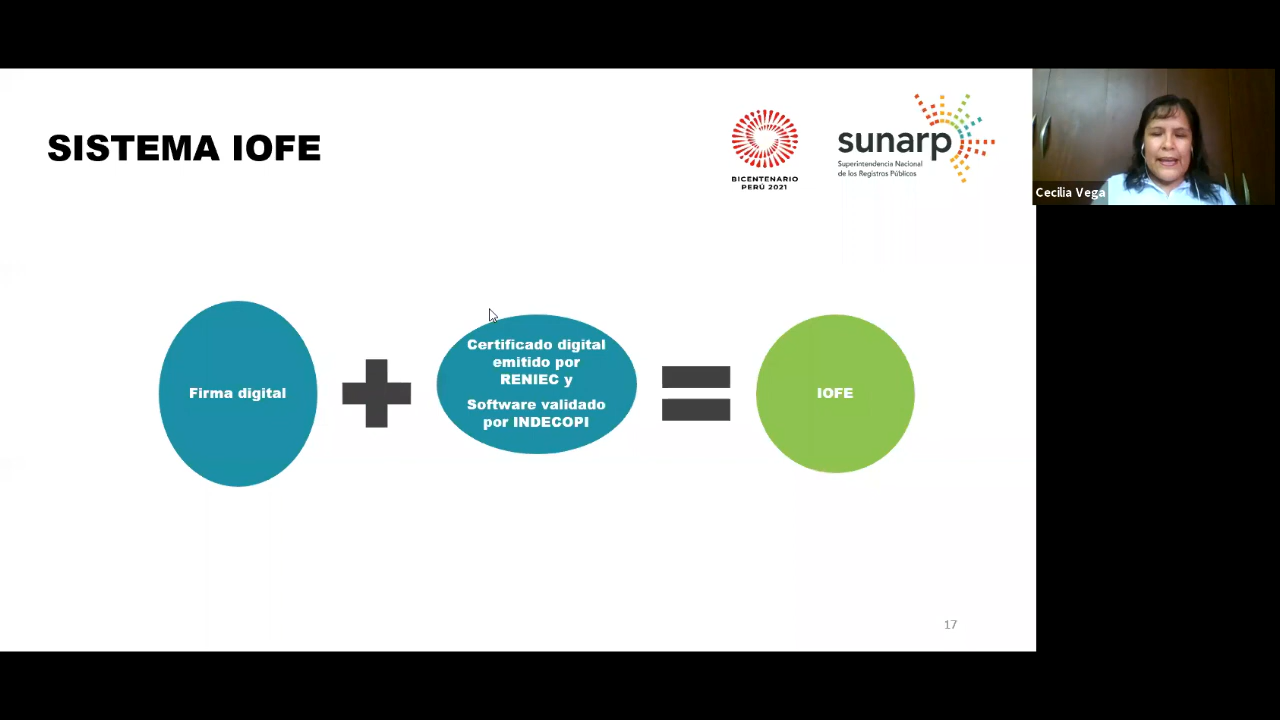 SISTEMA IOFE
BICENTENARIO
PERÚ 2021
sunarp
Superintendencia Nacional
de los Registros Públicos
Cecilia Vega
Firma digital
Certificado digital
emitido por
RENIEC y
Software validado
por INDECOPI
IOFE
17